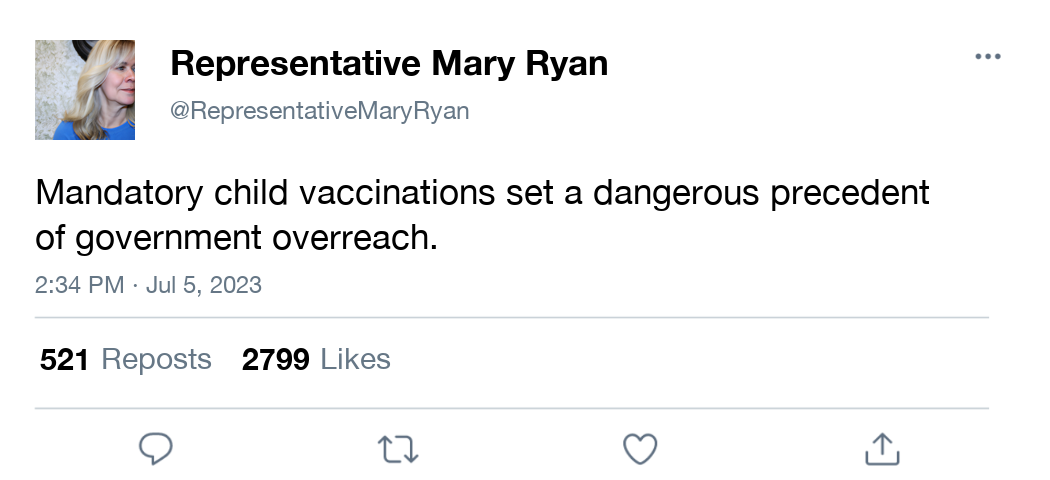 Representative Mary Ryan
@RepresentativeMaryRyan
Mandatory child vaccinations set a dangerous precedent
of government overreach.
2:34 PM · Jul 5, 2023
521 Reposts 2799 Likes